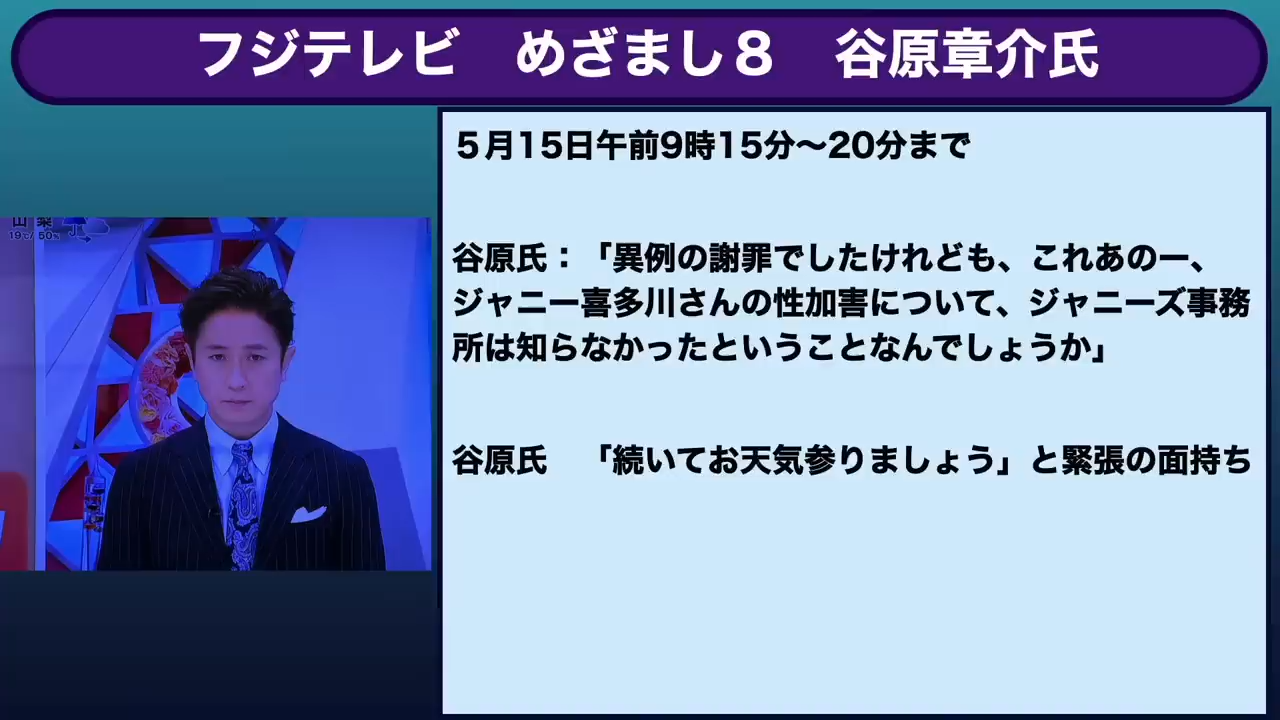 フジテレビ　めざまし８　谷原章介氏
５月15日午前9時15分〜20分まで
谷原氏：「異例の謝罪でしたけれども、これあのー、
ジャニー喜多川さんの性加害について、ジャニーズ事務
所は知らなかったということなんでしょうか」
谷原氏　「続いてお天気参りましょう」と緊張の面持ち
山梨
19℃/ 50%